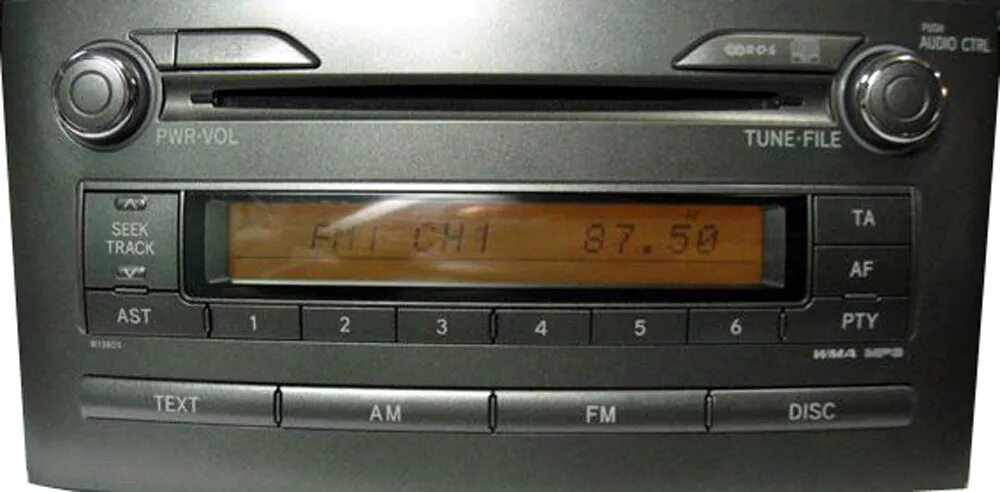 PUSH
AUDIO CTRL
PWR·VOL
TUNE·FILE
SEEK
TRACK
FM1 CH1 87.50
TA
AF
AST
1 2 3 4 5 6
PTY
WMA MP3
TEXT
AM
FM
DISC